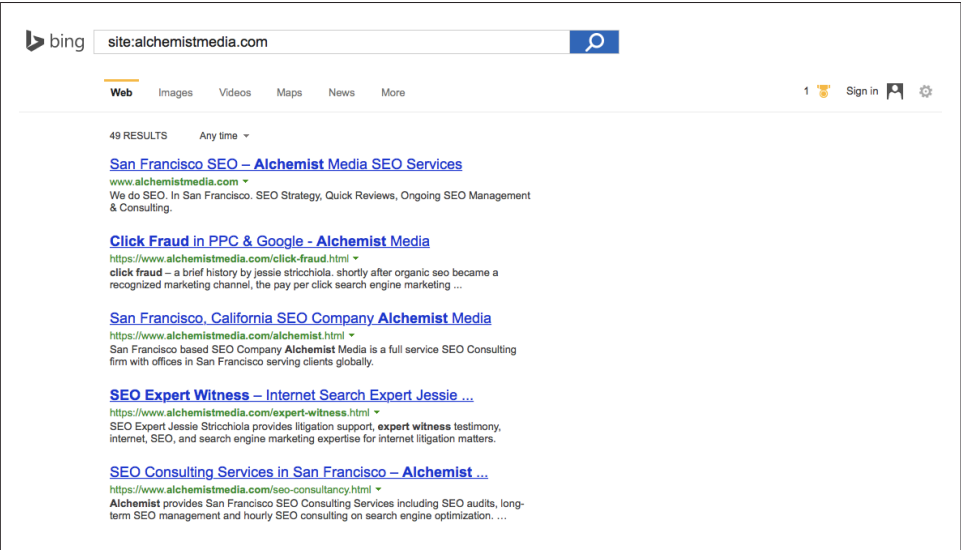 bing
site:alchemistmedia.com
Web Images Videos Maps News More
1 Sign in
49 RESULTS Any time
San Francisco SEO – Alchemist Media SEO Services
www.alchemistmedia.com
We do SEO. In San Francisco. SEO Strategy, Quick Reviews, Ongoing SEO Management
& Consulting.
Click Fraud in PPC & Google - Alchemist Media
https://www.alchemistmedia.com/click-fraud.html
click fraud – a brief history by jessie stricchiola. shortly after organic seo became a
recognized marketing channel, the pay per click search engine marketing ...
San Francisco, California SEO Company Alchemist Media
https://www.alchemistmedia.com/alchemist.html
San Francisco based SEO Company Alchemist Media is a full service SEO Consulting
firm with offices in San Francisco serving clients globally.
SEO Expert Witness – Internet Search Expert Jessie ...
https://www.alchemistmedia.com/expert-witness.html
SEO Expert Jessie Stricchiola provides litigation support, expert witness testimony,
internet, SEO, and search engine marketing expertise for internet litigation matters.
SEO Consulting Services in San Francisco – Alchemist ...
https://www.alchemistmedia.com/seo-consultancy.html
Alchemist provides San Francisco SEO Consulting Services including SEO audits, long-
term SEO management and hourly SEO consulting on search engine optimization. ...